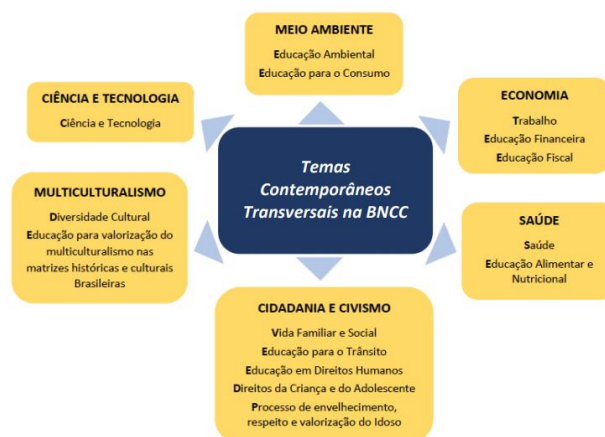 MEIO AMBIENTE
Educação Ambiental
Educação para o Consumo
CIÊNCIA E TECNOLOGIA
Ciência e Tecnologia
ECONOMIA
Trabalho
Educação Financeira
Educação Fiscal
Temas
Contemporâneos
Transversais na BNCC
MULTICULTURALISMO
Diversidade Cultural
Educação para valorização do
multiculturalismo nas
matrizes históricas e culturais
Brasileiras
SAÚDE
Saúde
Educação Alimentar e
Nutricional
CIDADANIA E CIVISMO
Vida Familiar e Social
Educação para o Trânsito
Educação em Direitos Humanos
Direitos da Criança e do Adolescente
Processo de envelhecimento,
respeito e valorização do Idoso